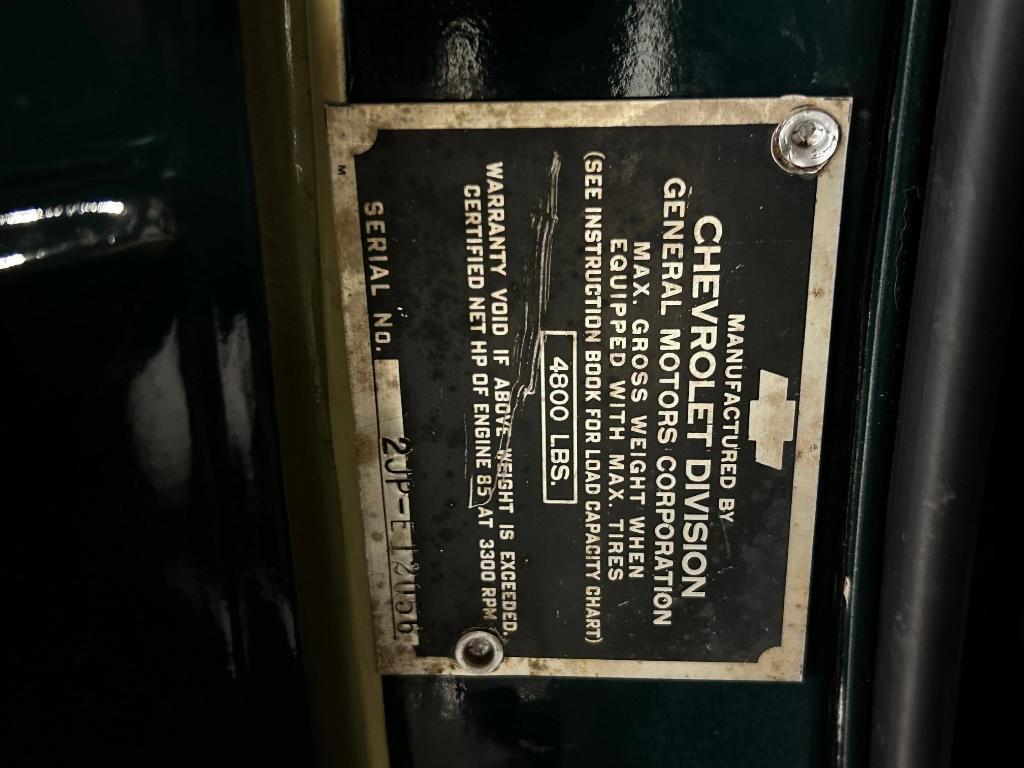 MANUFACTURED BY
CHEVROLET DIVISION
GENERAL MOTORS CORPORATION
MAX. GROSS WEIGHT WHEN
EQUIPPED WITH MAX. TIRES
(SEE INSTRUCTION BOOK FOR LOAD CAPACITY CHART)
4800 LBS.
WARRANTY VOID IF ABOVE WEIGHT IS EXCEEDED.
CERTIFIED NET HP OF ENGINE 85 AT 3300 RPM
SERIAL NO. 2JP-E12056
M